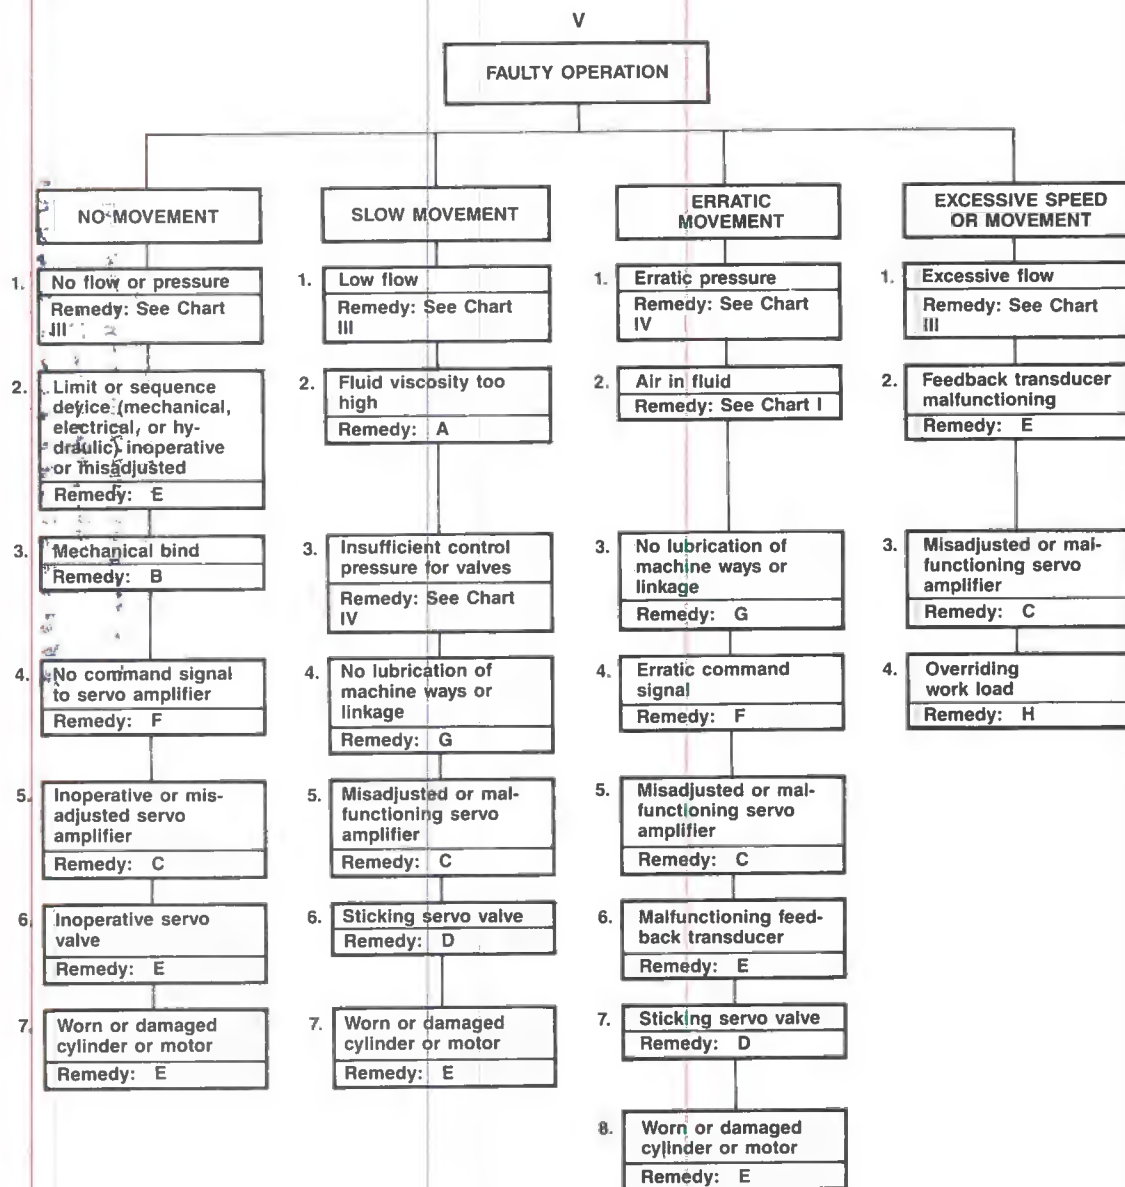 V
FAULTY OPERATION
NO MOVEMENT
1. No flow or pressure
Remedy: See Chart
III
2. Limit or sequence
device (mechanical,
electrical, or hy-
draulic) inoperative
or misadjusted
Remedy: E
3. Mechanical bind
Remedy: B
4. No command signal
to servo amplifier
Remedy: F
5. Inoperative or mis-
adjusted servo
amplifier
Remedy: C
6. Inoperative servo
valve
Remedy: E
7. Worn or damaged
cylinder or motor
Remedy: E
SLOW MOVEMENT
1. Low flow
Remedy: See Chart
III
2. Fluid viscosity too
high
Remedy: A
3. Insufficient control
pressure for valves
Remedy: See Chart
IV
4. No lubrication of
machine ways or
linkage
Remedy: G
5. Misadjusted or mal-
functioning servo
amplifier
Remedy: C
6. Sticking servo valve
Remedy: D
7. Worn or damaged
cylinder or motor
Remedy: E
ERRATIC
MOVEMENT
1. Erratic pressure
Remedy: See Chart
IV
2. Air in fluid
Remedy: See Chart I
3. No lubrication of
machine ways or
linkage
Remedy: G
4. Erratic command
signal
Remedy: F
5. Misadjusted or mal-
functioning servo
amplifier
Remedy: C
6. Malfunctioning feed-
back transducer
Remedy: E
7. Sticking servo valve
Remedy: D
8. Worn or damaged
cylinder or motor
Remedy: E
EXCESSIVE SPEED
OR MOVEMENT
1. Excessive flow
Remedy: See Chart
III
2. Feedback transducer
malfunctioning
Remedy: E
3. Misadjusted or mal-
functioning servo
amplifier
Remedy: C
4. Overriding
work load
Remedy: H